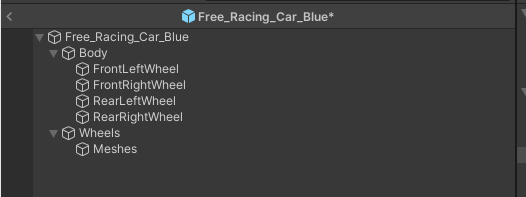 Free_Racing_Car_Blue*
Free_Racing_Car_Blue
Body
FrontLeftWheel
FrontRightWheel
RearLeftWheel
RearRightWheel
Wheels
Meshes